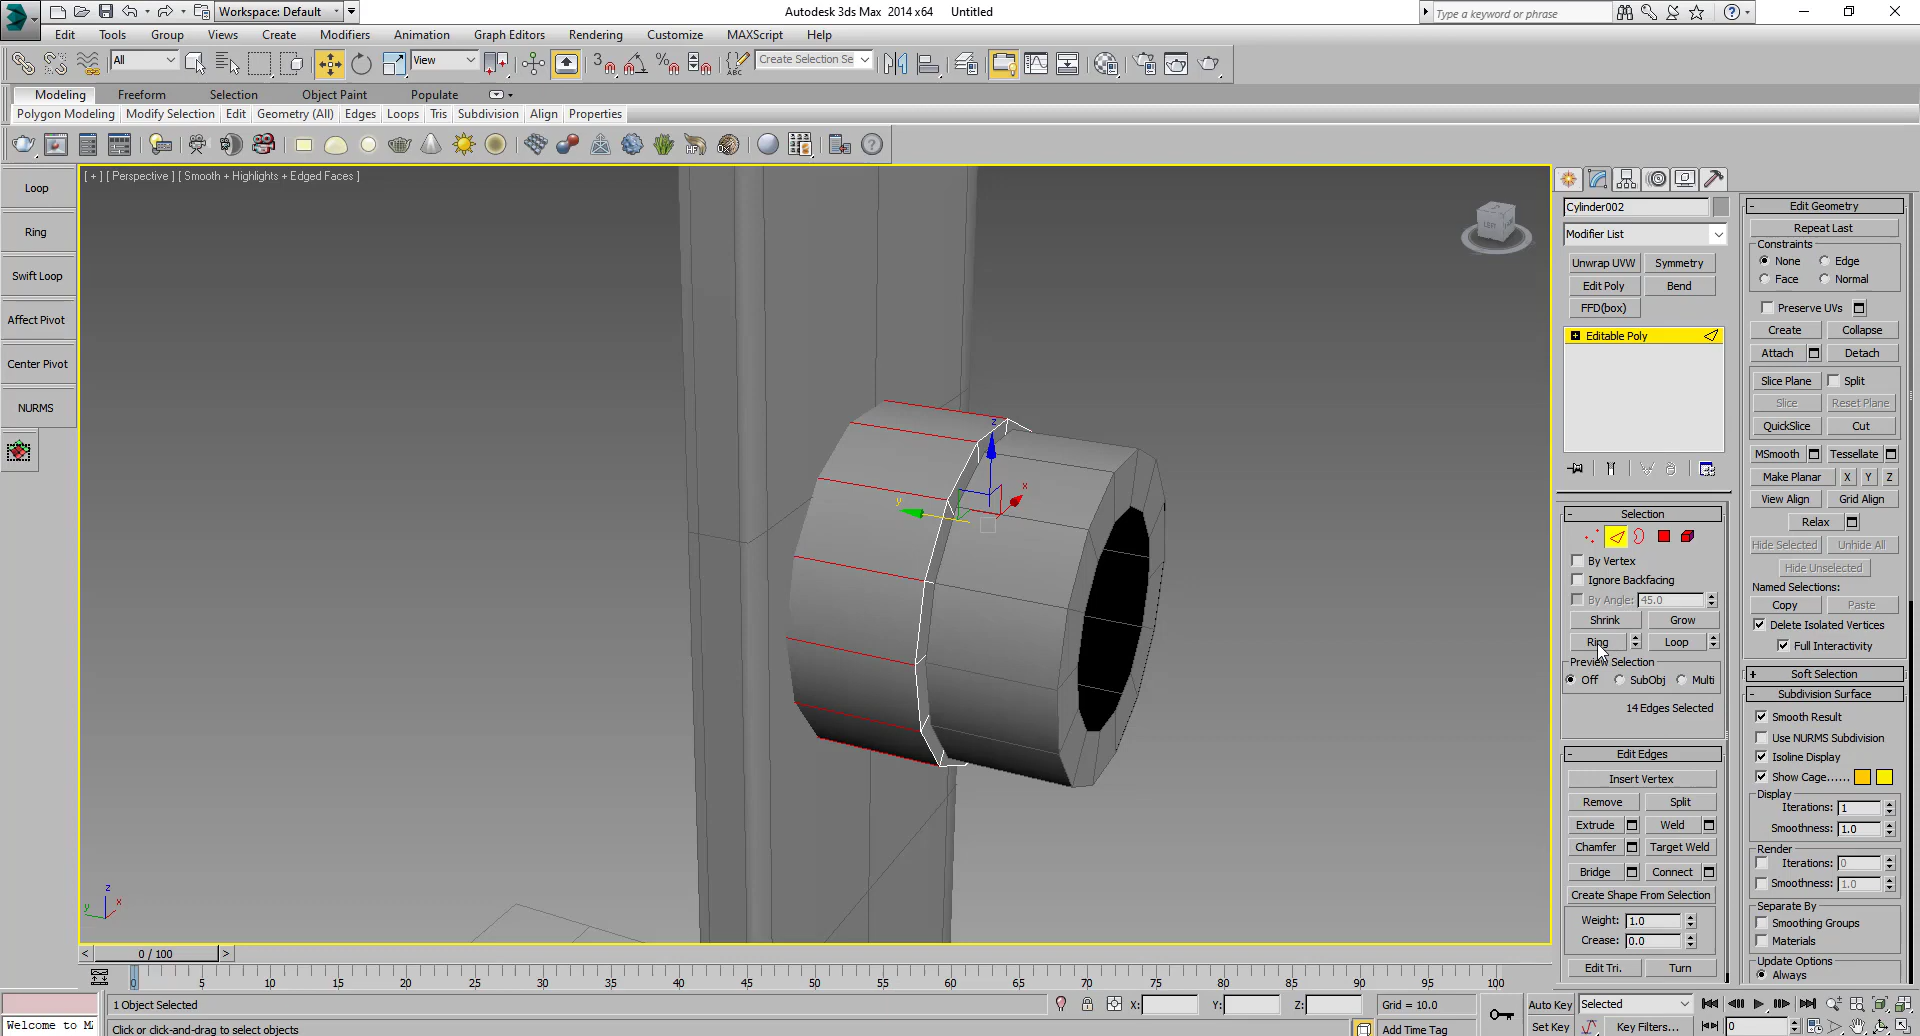 Workspace: Default
Autodesk 3ds Max 2014 x64 Untitled
Type a keyword or phrase
Edit Tools Group Views Create Modifiers Animation Graph Editors Rendering Customize MAXScript Help
All
View
3
Create Selection Se
Modeling Freeform Selection Object Paint Populate
Polygon Modeling Modify Selection Edit Geometry (All) Edges Loops Tris Subdivision Align Properties
Loop
Ring
Swift Loop
Affect Pivot
Center Pivot
NURMS
[ + ] [ Perspective ] [ Smooth + Highlights + Edged Faces ]
LEFT
z
x
y
z
x
y
Cylinder002
Modifier List
Unwrap UVW Symmetry
Edit Poly Bend
FFD(box)
Editable Poly
Selection
By Vertex
Ignore Backfacing
By Angle: 45.0
Shrink Grow
Ring Loop
Preview Selection
Off SubObj Multi
14 Edges Selected
Edit Edges
Insert Vertex
Remove Split
Extrude Weld
Chamfer Target Weld
Bridge Connect
Create Shape From Selection
Weight: 1.0
Crease: 0.0
Edit Tri. Turn
Edit Geometry
Repeat Last
Constraints
None Edge
Face Normal
Preserve UVs
Create Collapse
Attach Detach
Slice Plane Split
Slice Reset Plane
QuickSlice Cut
MSmooth Tessellate
Make Planar X Y Z
View Align Grid Align
Relax
Hide Selected Unhide All
Hide Unselected
Named Selections:
Copy Paste
Delete Isolated Vertices
Full Interactivity
Soft Selection
Subdivision Surface
Smooth Result
Use NURMS Subdivision
Isoline Display
Show Cage......
Display
Iterations: 1
Smoothness: 1.0
Render
Iterations: 0
Smoothness: 1.0
Separate By
Smoothing Groups
Materials
Update Options
Always
< 0 / 100 >
0 5 10 15 20 25 30 35 40 45 50 55 60 65 70 75 80 85 90 95 100
1 Object Selected
X: Y: Z: Grid = 10.0
Auto Key Selected
Welcome to M
Click or click-and-drag to select objects
Add Time Tag
Set Key Key Filters... 0